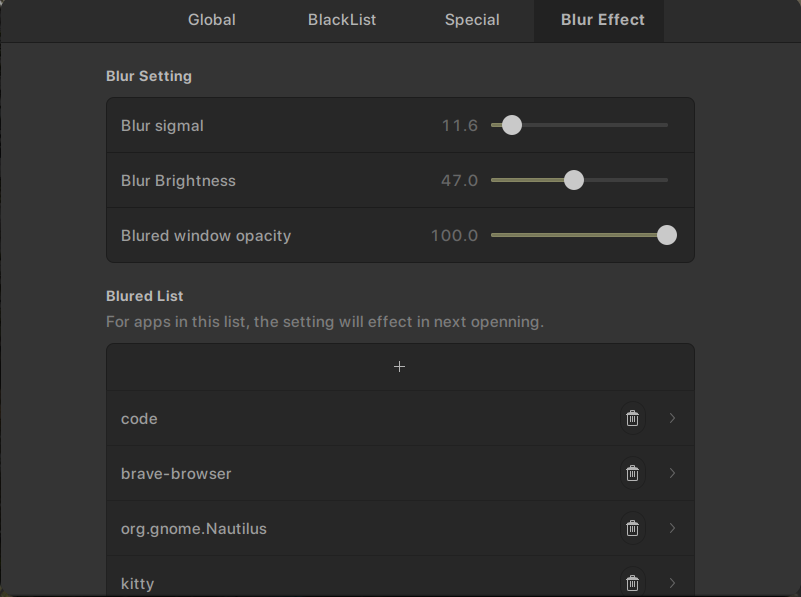 Global BlackList Special Blur Effect
Blur Setting
Blur sigmal 11.6
Blur Brightness 47.0
Blured window opacity 100.0
Blured List
For apps in this list, the setting will effect in next openning.
+
code
brave-browser
org.gnome.Nautilus
kitty